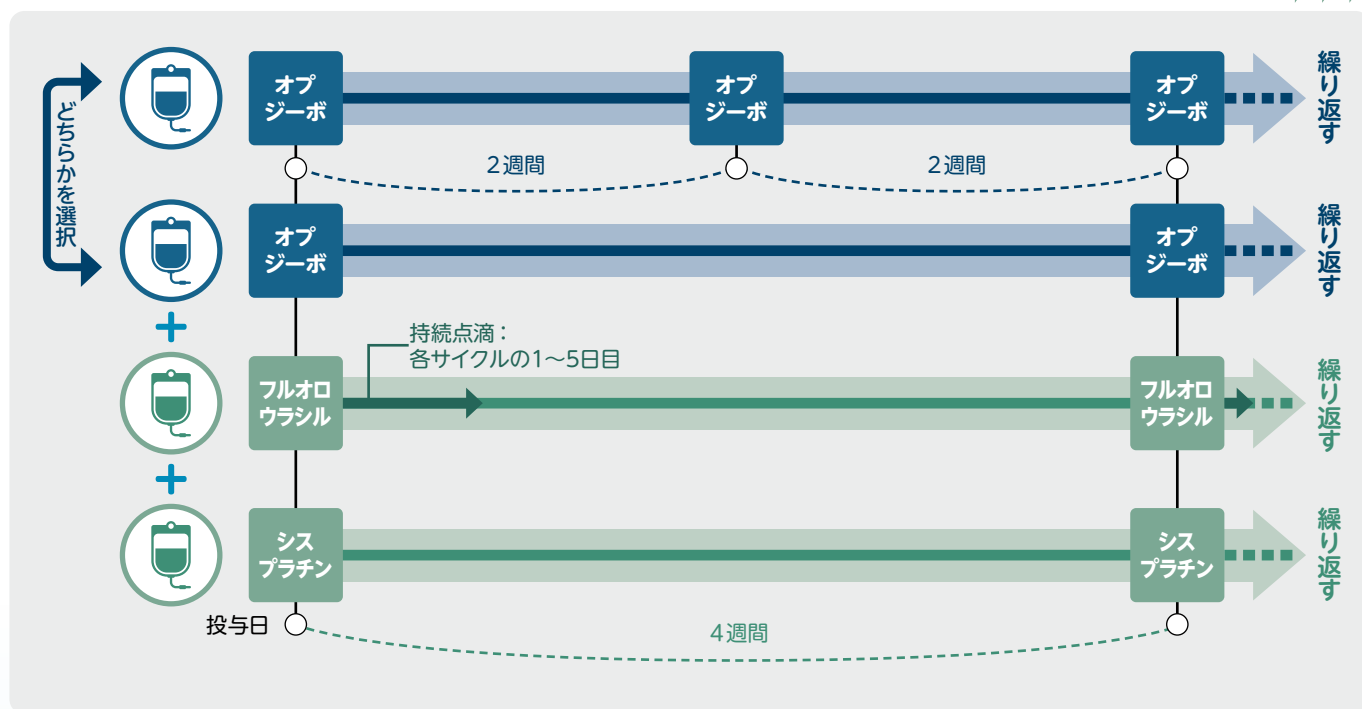 どちらかを選択
オプ
ジーボ
オプ
ジーボ
オプ
ジーボ
繰り返す
2週間
2週間
オプ
ジーボ
オプ
ジーボ
繰り返す
+
持続点滴：
各サイクルの1〜5日目
フルオロ
ウラシル
フルオロ
ウラシル
繰り返す
+
シス
プラチン
シス
プラチン
繰り返す
投与日
4週間